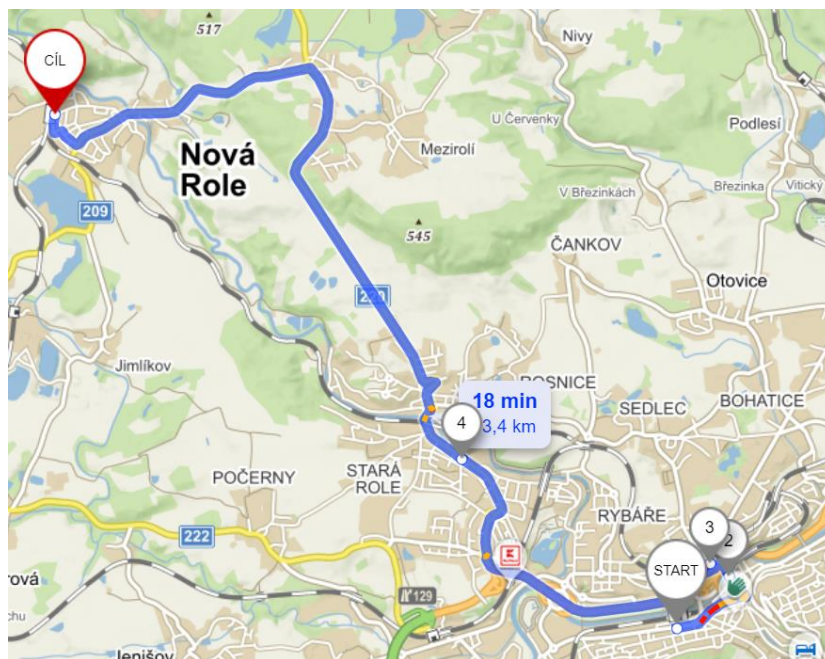 517
Nivy
CÍL
U Červenky
Podlesí
Nová
Role
Mezirolí
Březinka
Vitický
V Březinkách
209
545
ČANKOV
Otovice
220
Jimlíkov
18 min
3,4 km
4
SEDLEC
BOHATICE
POČERNY
STARÁ
ROLE
RYBÁŘE
222
3
2
START
129
Jenišov